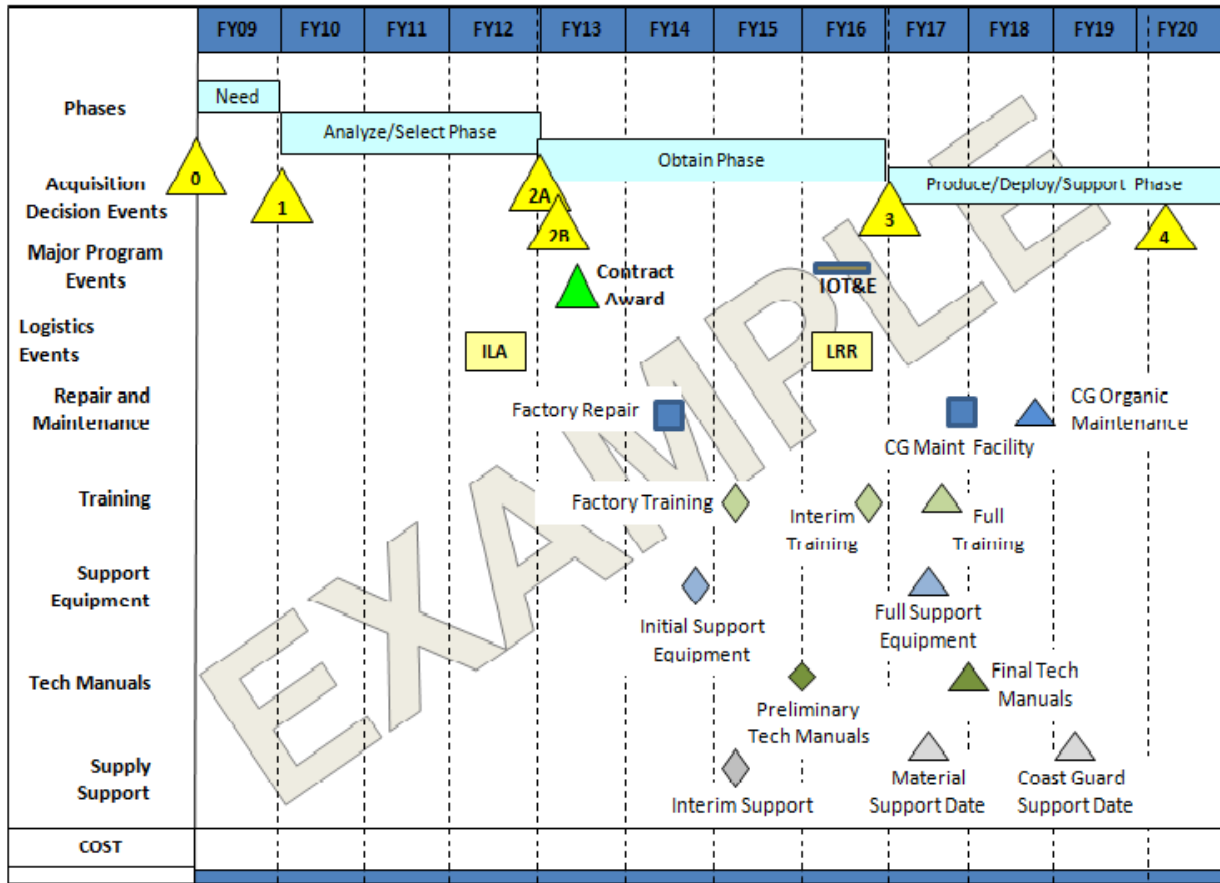 FY09 FY10 FY11 FY12 FY13 FY14 FY15 FY16 FY17 FY18 FY19 FY20
Phases
Need
Analyze/Select Phase
Obtain Phase
Produce/Deploy/Support Phase
Acquisition
Decision Events
0
1
2A
2B
3
4
Major Program
Events
Contract
Award
IOT&E
Logistics
Events
ILA
LRR
Repair and
Maintenance
Factory Repair
CG Maint Facility
CG Organic
Maintenance
Training
Factory Training
Interim
Training
Full
Training
Support
Equipment
Initial Support
Equipment
Full Support
Equipment
Tech Manuals
Preliminary
Tech Manuals
Final Tech
Manuals
Supply
Support
Interim Support
Material
Support Date
Coast Guard
Support Date
COST
EXAMPLE